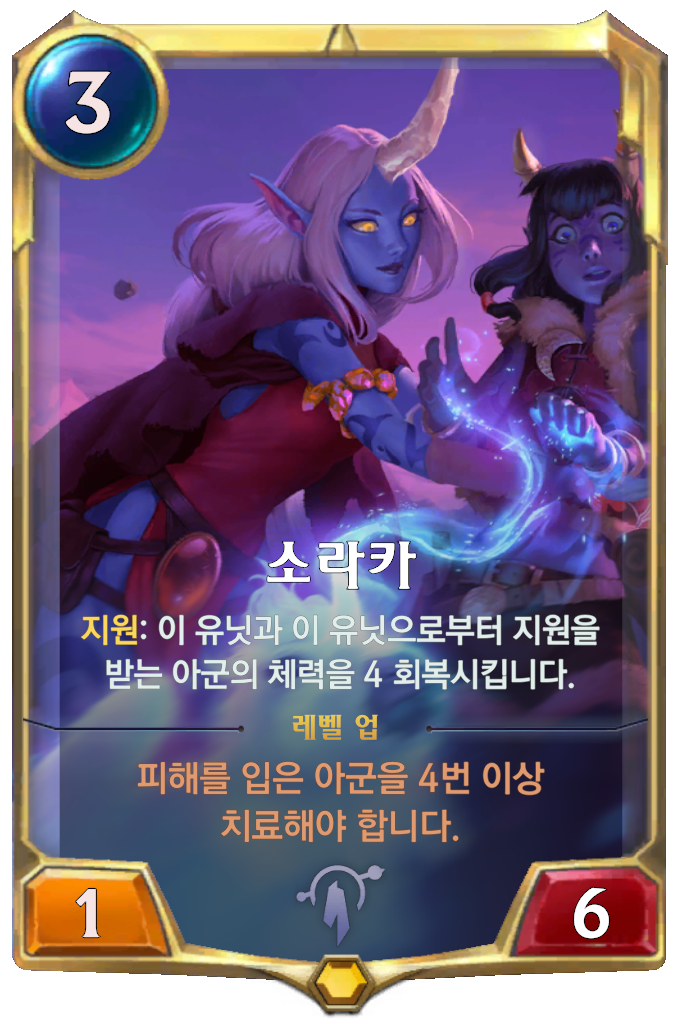 3
소라카
지원: 이 유닛과 이 유닛으로부터 지원을
받는 아군의 체력을 4 회복시킵니다.
레벨 업
피해를 입은 아군을 4번 이상
치료해야 합니다.
1
6